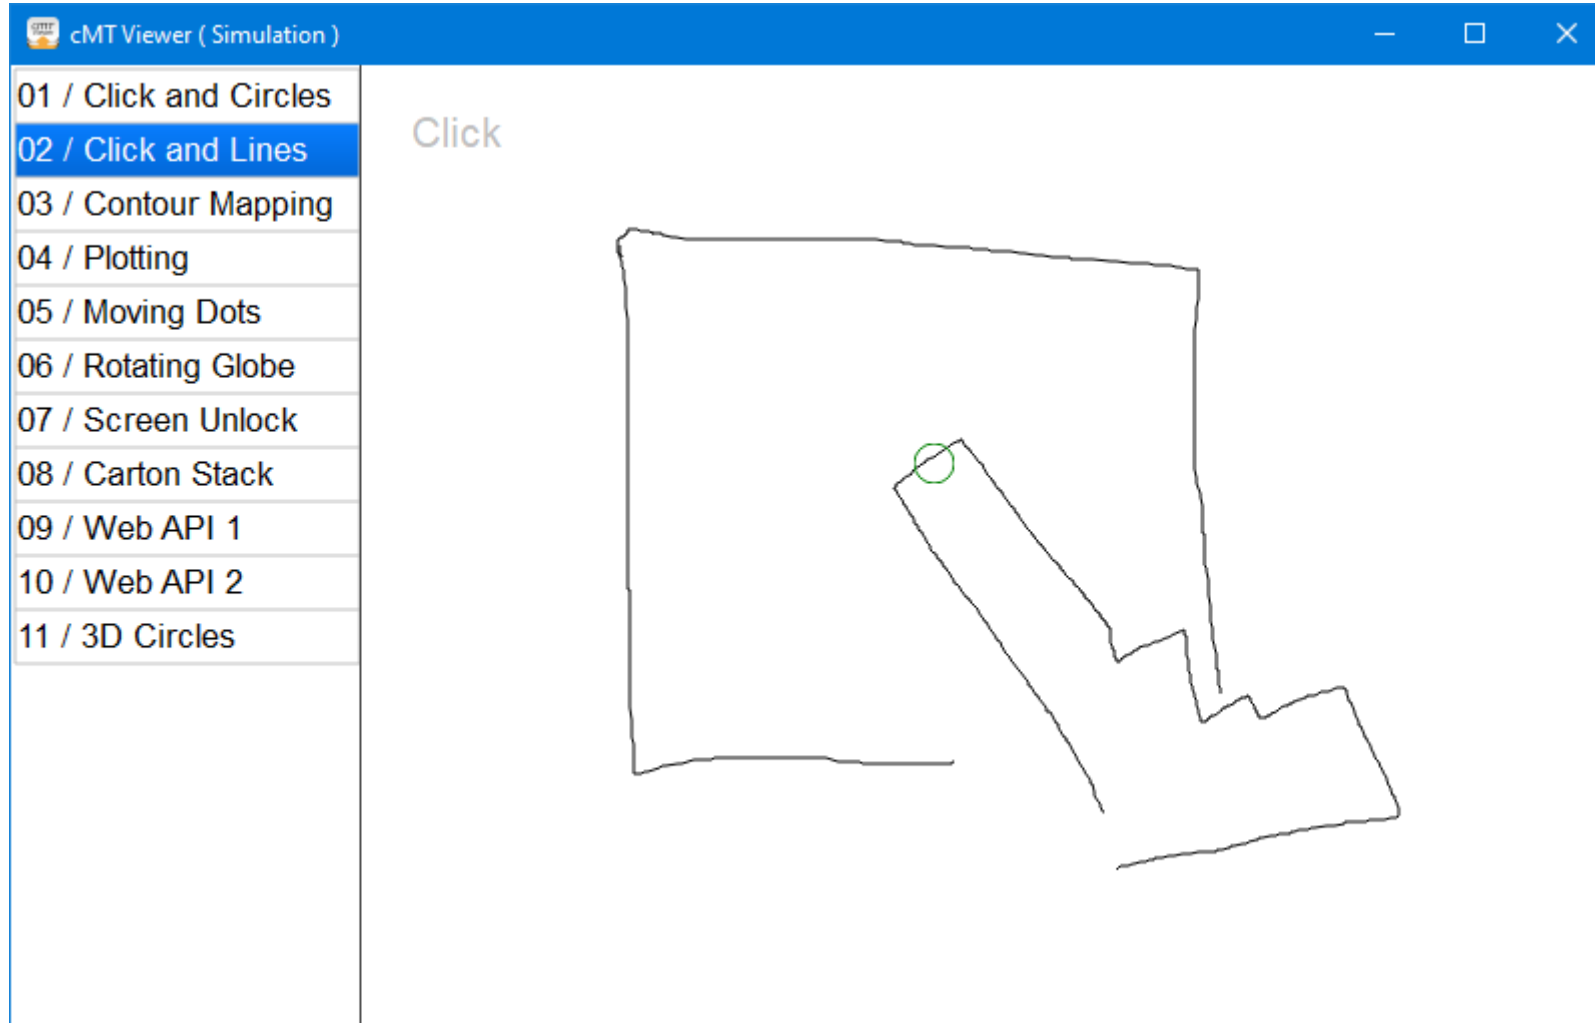 cMT Viewer ( Simulation )
01 / Click and Circles
02 / Click and Lines
03 / Contour Mapping
04 / Plotting
05 / Moving Dots
06 / Rotating Globe
07 / Screen Unlock
08 / Carton Stack
09 / Web API 1
10 / Web API 2
11 / 3D Circles
Click